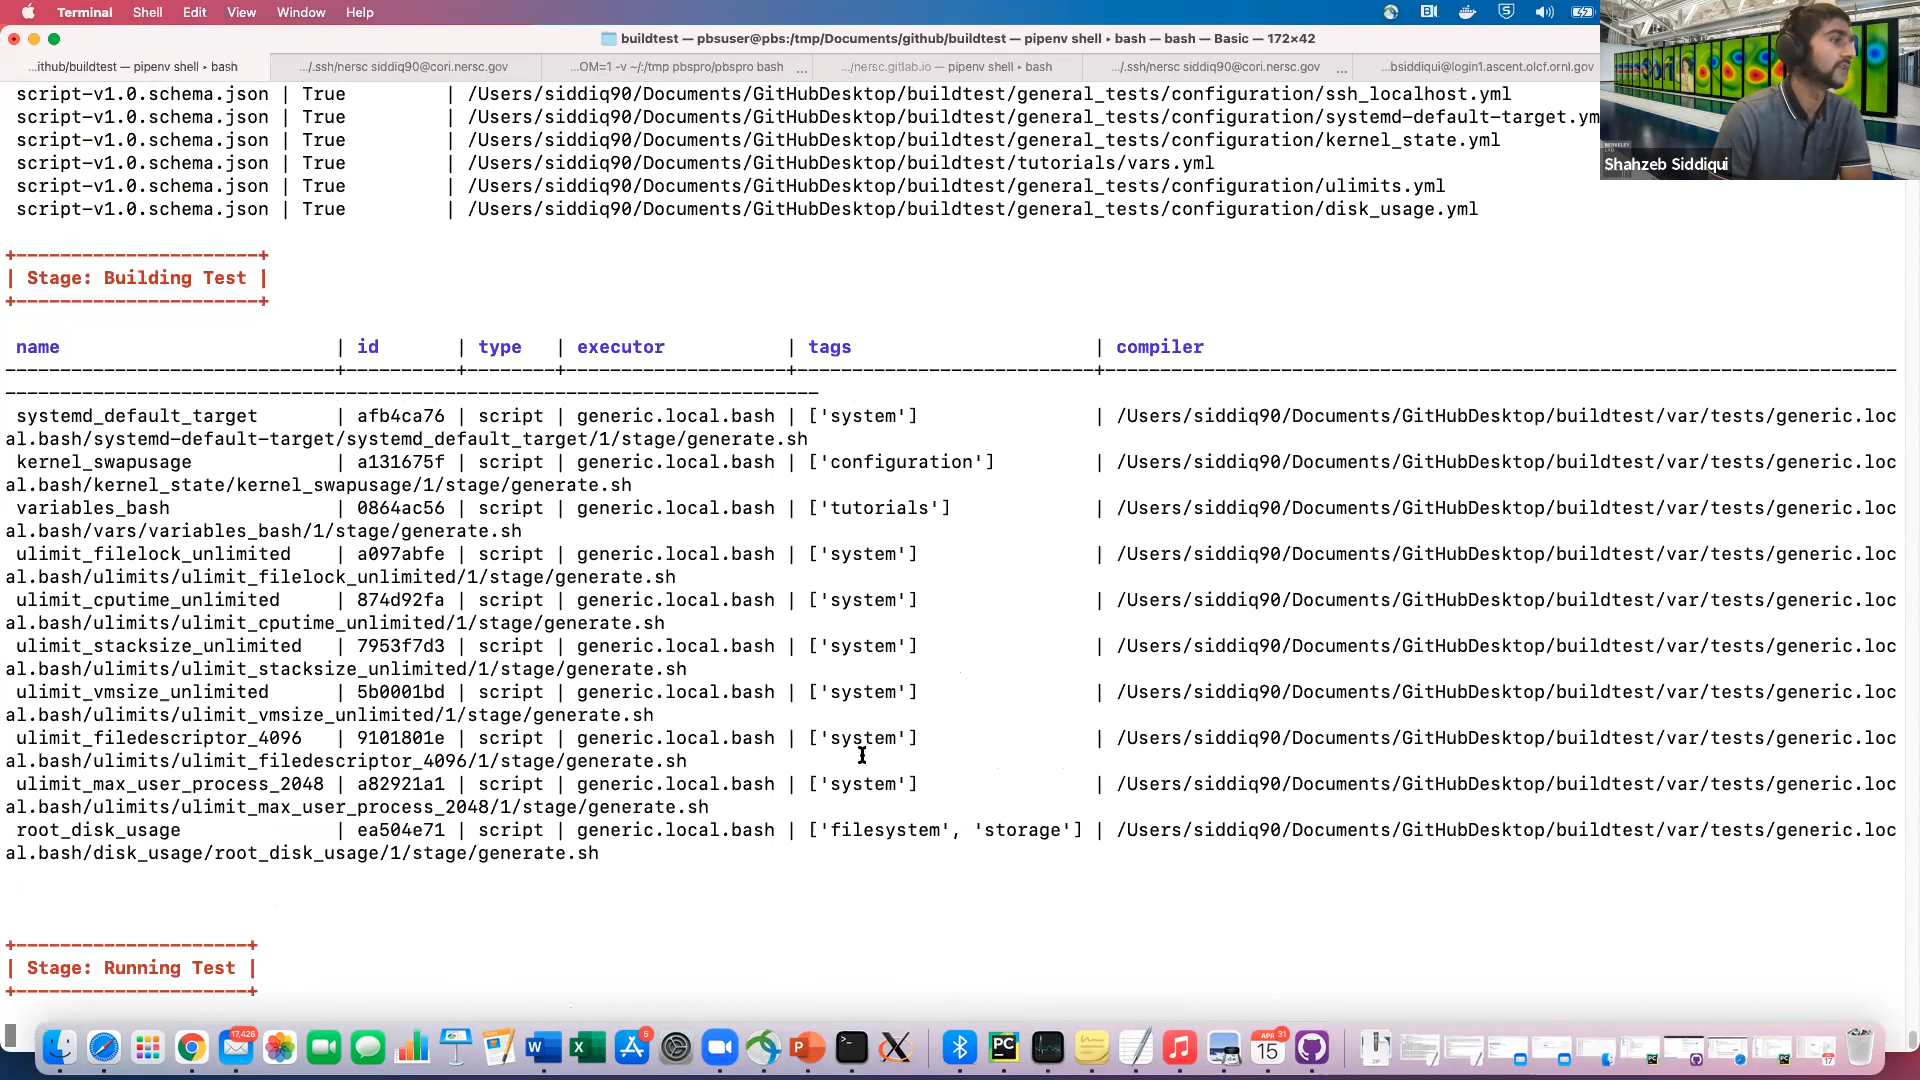 Terminal Shell Edit View Window Help
buildtest — pbsuser@pbs:/tmp/Documents/github/buildtest — pipenv shell ▸ bash — bash — Basic — 172×42
...ithub/buildtest — pipenv shell ▸ bash
.../.ssh/nersc siddiq90@cori.nersc.gov
...OM=1 -v ~/:/tmp pbspro/pbspro bash ...
.../nersc.gitlab.io — pipenv shell ▸ bash
.../.ssh/nersc siddiq90@cori.nersc.gov ...
...bsiddiqui@login1.ascent.olcf.ornl.gov
script-v1.0.schema.json | True | /Users/siddiq90/Documents/GitHubDesktop/buildtest/general_tests/configuration/ssh_localhost.yml
script-v1.0.schema.json | True | /Users/siddiq90/Documents/GitHubDesktop/buildtest/general_tests/configuration/systemd-default-target.ym
script-v1.0.schema.json | True | /Users/siddiq90/Documents/GitHubDesktop/buildtest/general_tests/configuration/kernel_state.yml
script-v1.0.schema.json | True | /Users/siddiq90/Documents/GitHubDesktop/buildtest/tutorials/vars.yml
script-v1.0.schema.json | True | /Users/siddiq90/Documents/GitHubDesktop/buildtest/general_tests/configuration/ulimits.yml
script-v1.0.schema.json | True | /Users/siddiq90/Documents/GitHubDesktop/buildtest/general_tests/configuration/disk_usage.yml
Shahzeb Siddiqui
+----------------------+
| Stage: Building Test |
+----------------------+
name | id | type | executor | tags | compiler
systemd_default_target | afb4ca76 | script | generic.local.bash | ['system'] | /Users/siddiq90/Documents/GitHubDesktop/buildtest/var/tests/generic.loc
al.bash/systemd-default-target/systemd_default_target/1/stage/generate.sh
kernel_swapusage | a131675f | script | generic.local.bash | ['configuration'] | /Users/siddiq90/Documents/GitHubDesktop/buildtest/var/tests/generic.loc
al.bash/kernel_state/kernel_swapusage/1/stage/generate.sh
variables_bash | 0864ac56 | script | generic.local.bash | ['tutorials'] | /Users/siddiq90/Documents/GitHubDesktop/buildtest/var/tests/generic.loc
al.bash/vars/variables_bash/1/stage/generate.sh
ulimit_filelock_unlimited | a097abfe | script | generic.local.bash | ['system'] | /Users/siddiq90/Documents/GitHubDesktop/buildtest/var/tests/generic.loc
al.bash/ulimits/ulimit_filelock_unlimited/1/stage/generate.sh
ulimit_cputime_unlimited | 874d92fa | script | generic.local.bash | ['system'] | /Users/siddiq90/Documents/GitHubDesktop/buildtest/var/tests/generic.loc
al.bash/ulimits/ulimit_cputime_unlimited/1/stage/generate.sh
ulimit_stacksize_unlimited | 7953f7d3 | script | generic.local.bash | ['system'] | /Users/siddiq90/Documents/GitHubDesktop/buildtest/var/tests/generic.loc
al.bash/ulimits/ulimit_stacksize_unlimited/1/stage/generate.sh
ulimit_vmsize_unlimited | 5b0001bd | script | generic.local.bash | ['system'] | /Users/siddiq90/Documents/GitHubDesktop/buildtest/var/tests/generic.loc
al.bash/ulimits/ulimit_vmsize_unlimited/1/stage/generate.sh
ulimit_filedescriptor_4096 | 9101801e | script | generic.local.bash | ['system'] | /Users/siddiq90/Documents/GitHubDesktop/buildtest/var/tests/generic.loc
al.bash/ulimits/ulimit_filedescriptor_4096/1/stage/generate.sh
ulimit_max_user_process_2048 | a82921a1 | script | generic.local.bash | ['system'] | /Users/siddiq90/Documents/GitHubDesktop/buildtest/var/tests/generic.loc
al.bash/ulimits/ulimit_max_user_process_2048/1/stage/generate.sh
root_disk_usage | ea504e71 | script | generic.local.bash | ['filesystem', 'storage'] | /Users/siddiq90/Documents/GitHubDesktop/buildtest/var/tests/generic.loc
al.bash/disk_usage/root_disk_usage/1/stage/generate.sh
+---------------------+
| Stage: Running Test |
+---------------------+
17,426
5
APR 31
15